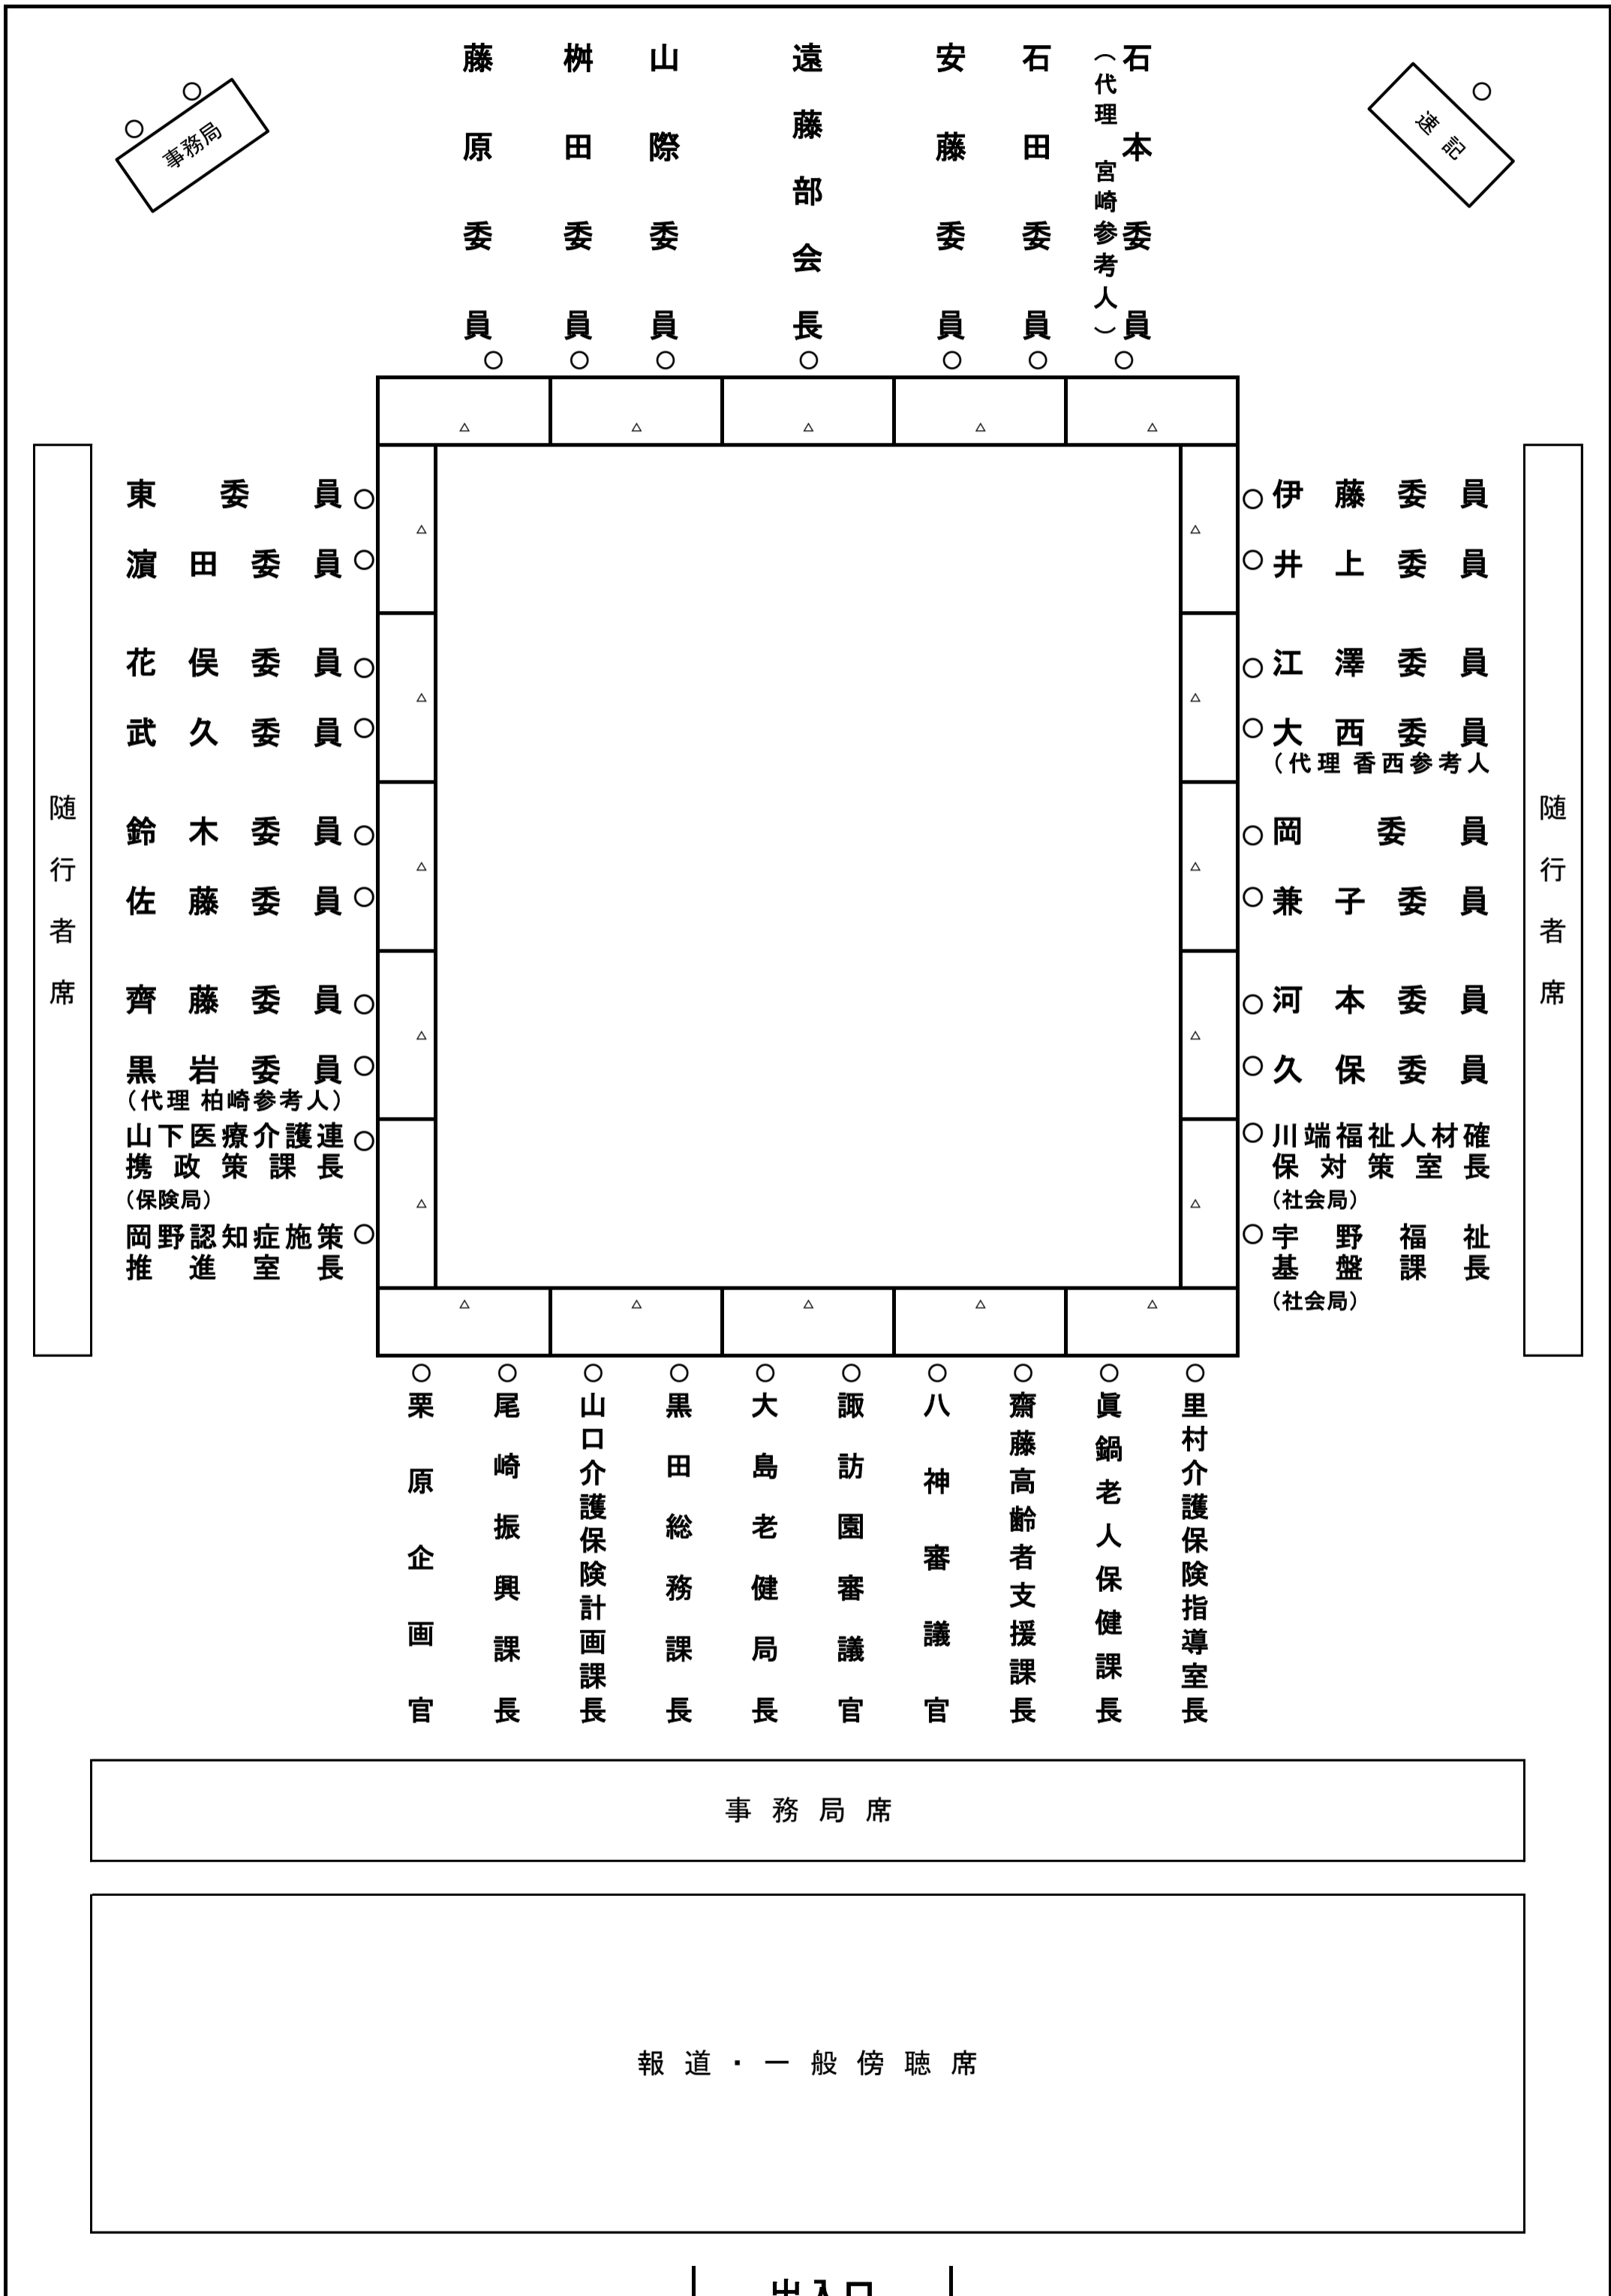 事務局
速記
藤原委員
桝田委員
山際委員
遠藤部会長
安藤委員
石田委員
石本委員
（代理 宮崎参考人）
随行者席
東委員
濵田委員
花俣委員
武久委員
鈴木委員
佐藤委員
齊藤委員
黒岩委員
（代理 柏崎参考人）
山下医療介護連
携政策課長
（保険局）
岡野認知症施策
推進室長
伊藤委員
井上委員
江澤委員
大西委員
（代理 香西参考人
岡委員
兼子委員
河本委員
久保委員
川端福祉人材確
保対策室長
（社会局）
宇野福祉
基盤課長
（社会局）
随行者席
栗原企画官
尾崎振興課長
山口介護保険計画課長
黒田総務課長
大島老健局長
諏訪園審議官
八神審議官
齋藤高齢者支援課長
眞鍋老人保健課長
里村介護保険指導室長
事務局席
報道・一般傍聴席
出入口